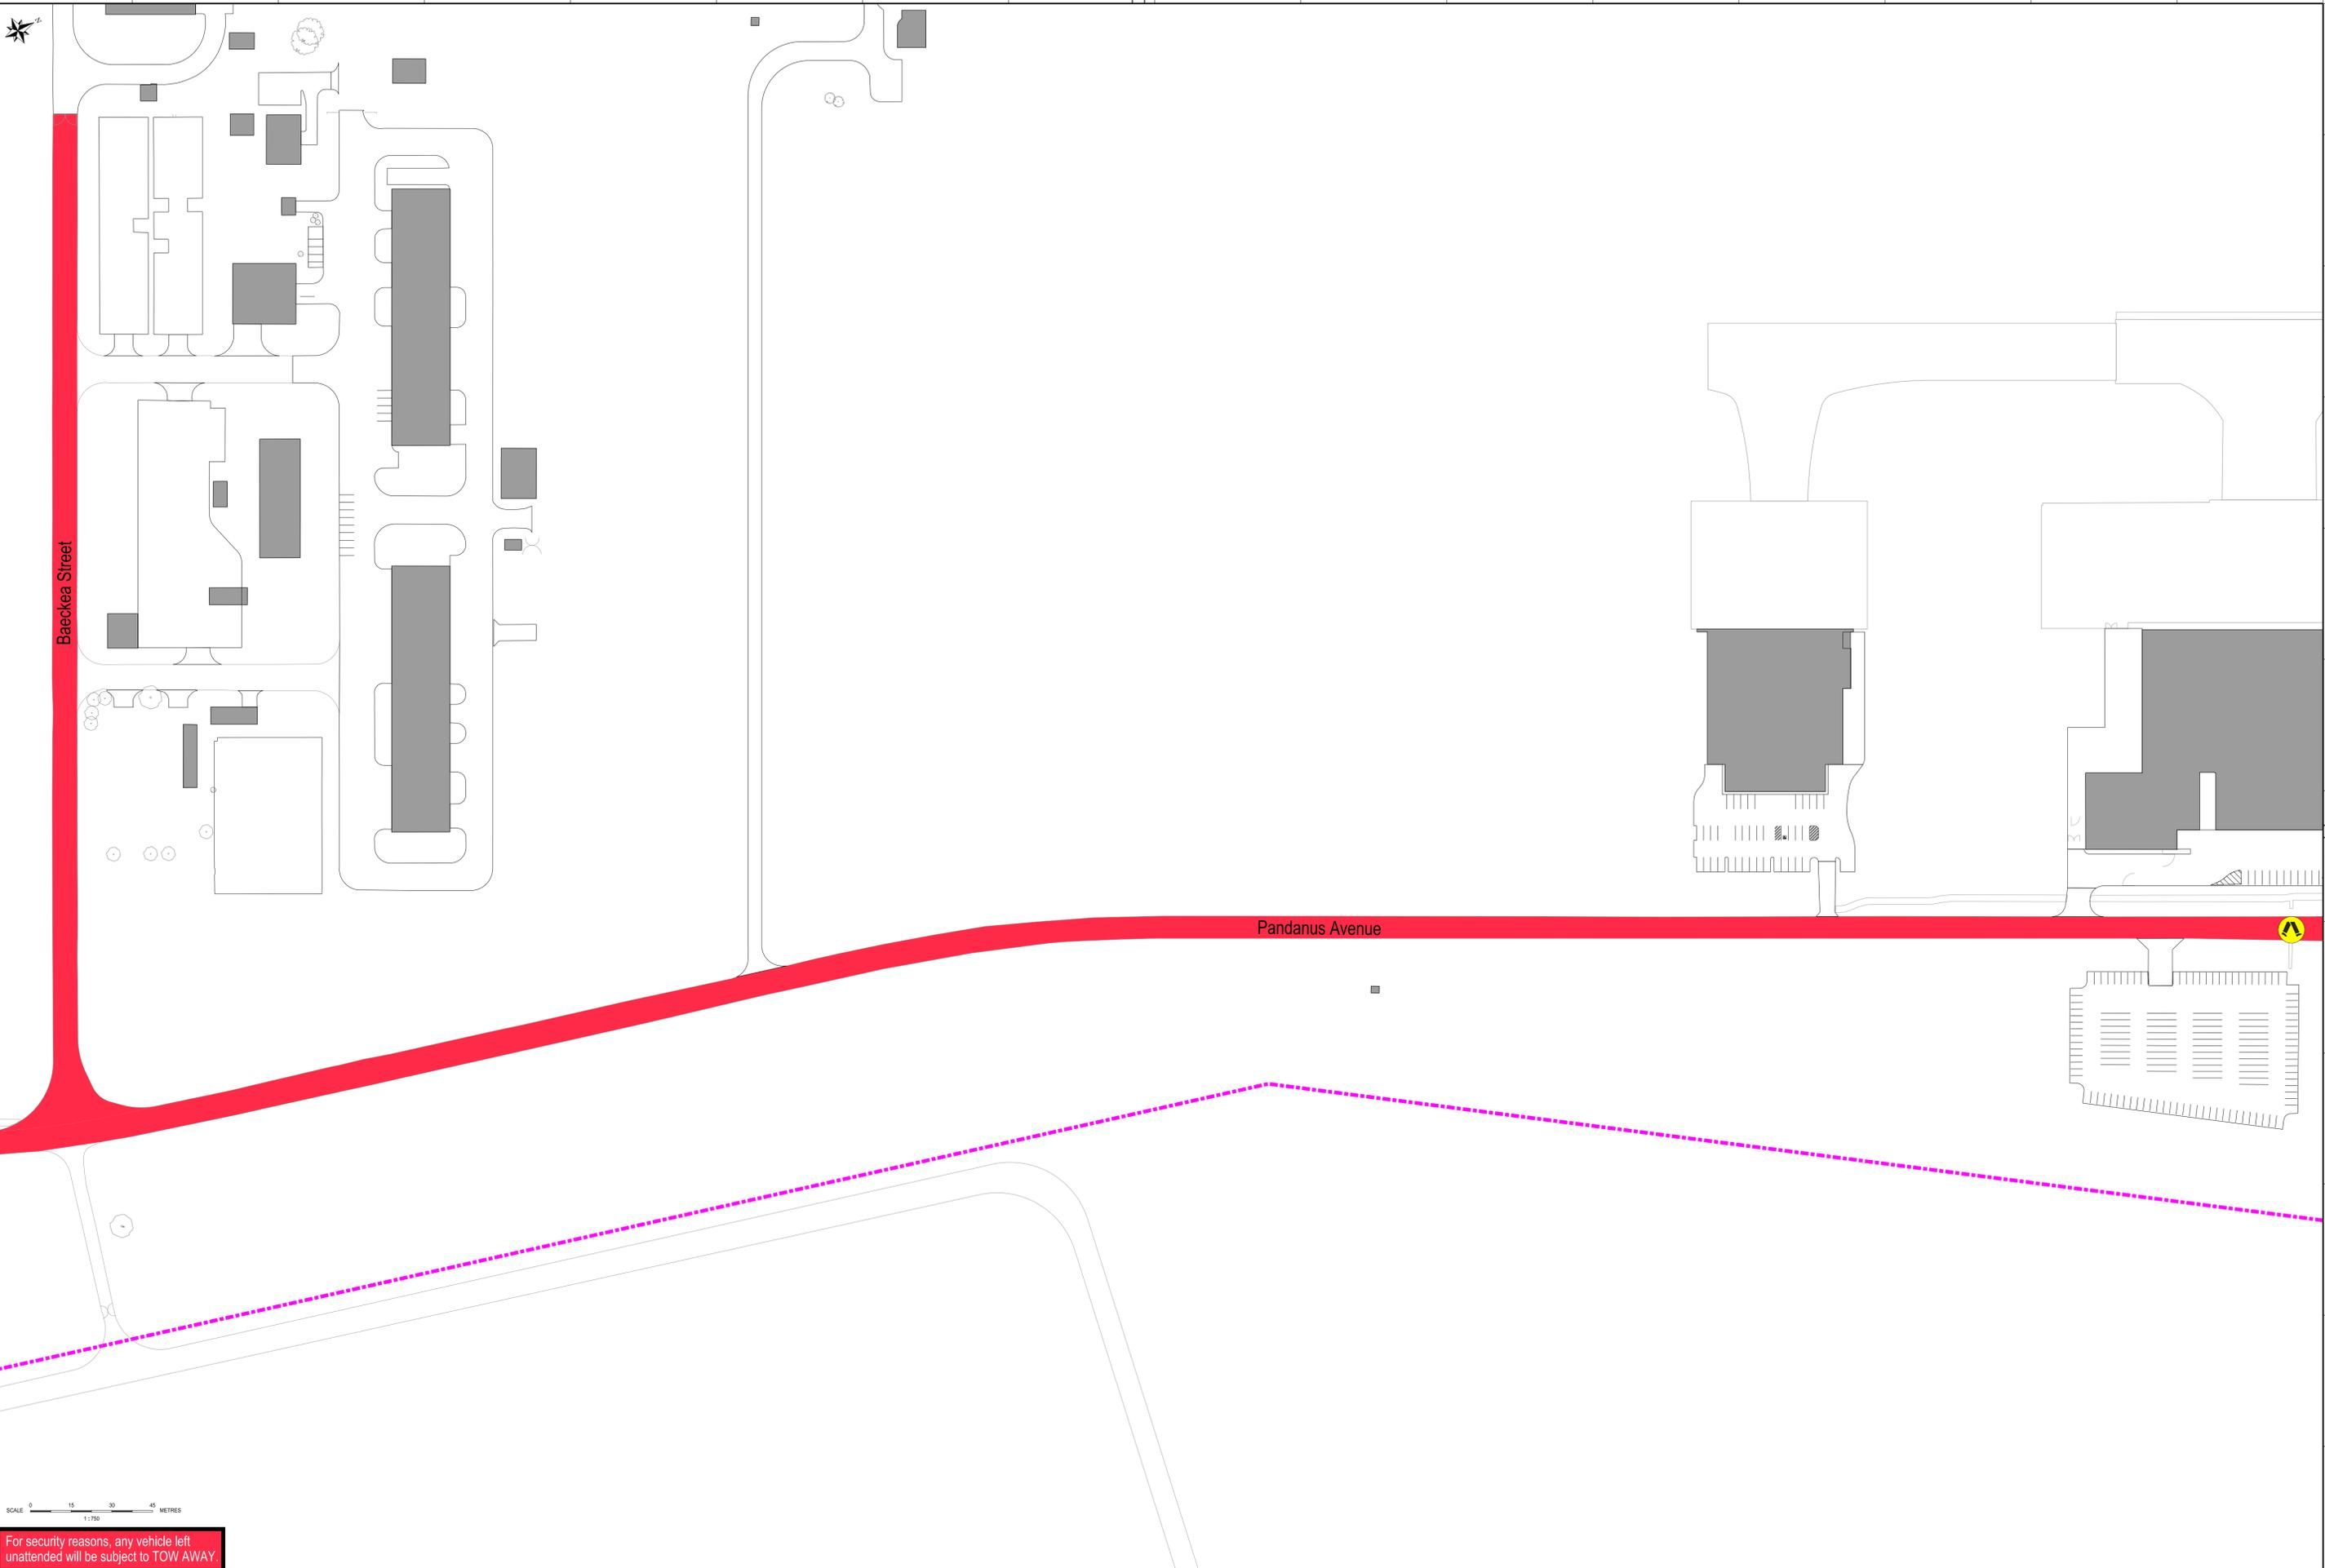 Z
Baeckea Street
Pandanus Avenue
SCALE 0 15 30 45 METRES
1 : 750
For security reasons, any vehicle left
unattended will be subject to TOW AWAY.